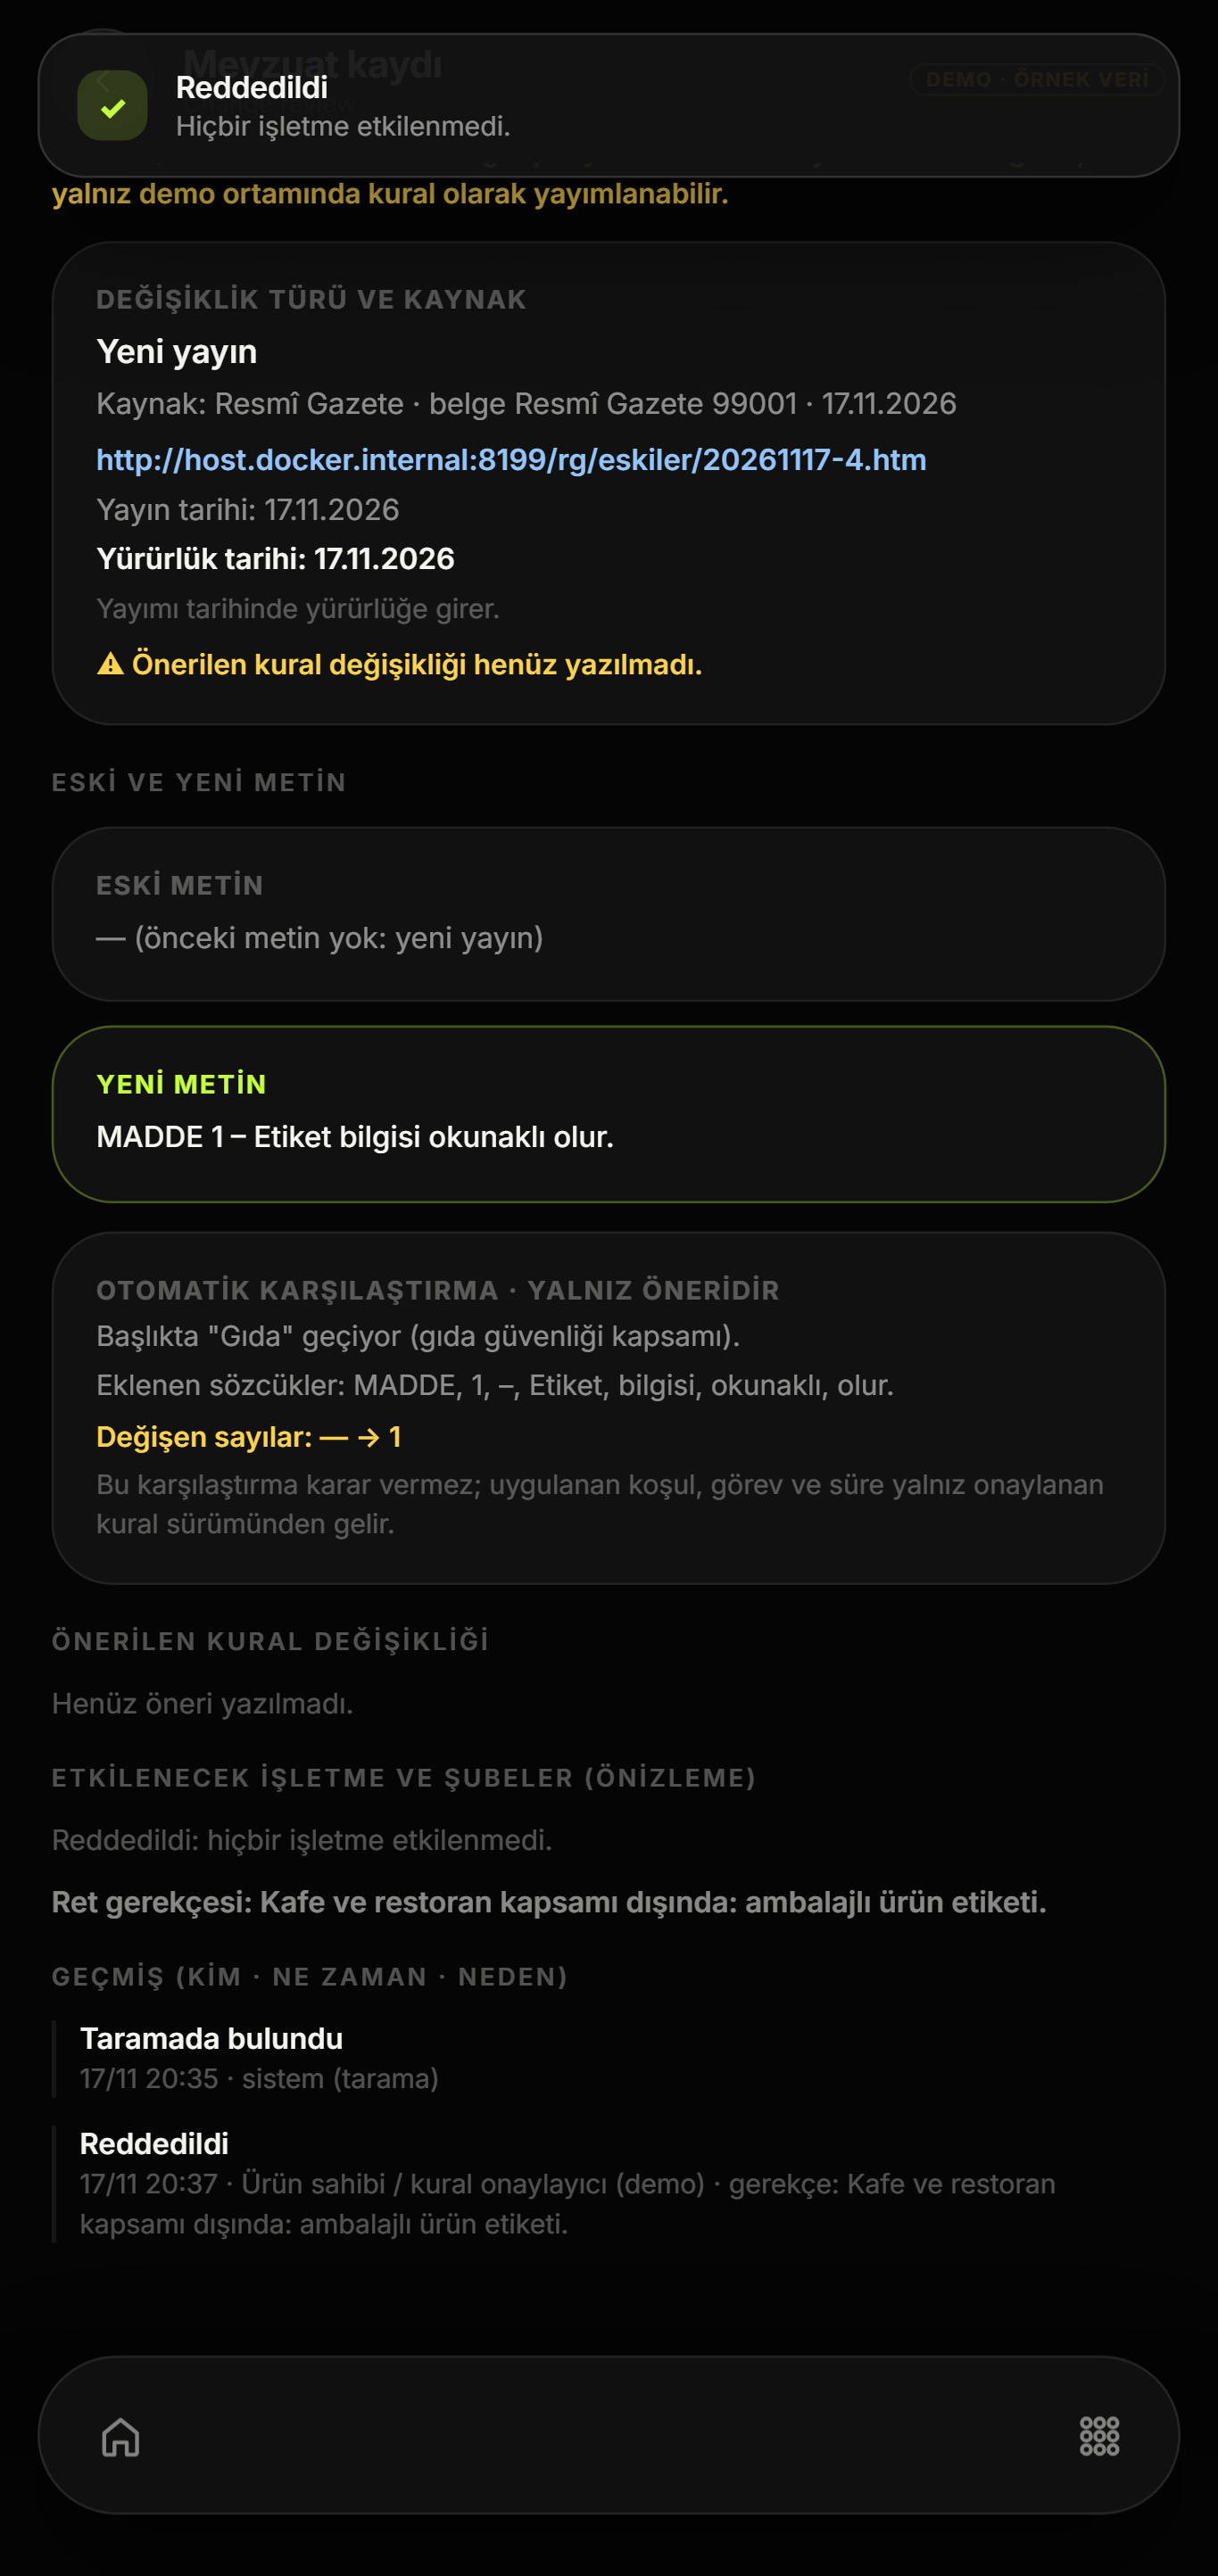 Mevzuat kaydı
DEMO · ÖRNEK VERİ
Reddedildi
Hiçbir işletme etkilenmedi.
yalnız demo ortamında kural olarak yayımlanabilir.
DEĞİŞİKLİK TÜRÜ VE KAYNAK
Yeni yayın
Kaynak: Resmî Gazete · belge Resmî Gazete 99001 · 17.11.2026
http://host.docker.internal:8199/rg/eskiler/20261117-4.htm
Yayın tarihi: 17.11.2026
Yürürlük tarihi: 17.11.2026
Yayımı tarihinde yürürlüğe girer.
⚠ Önerilen kural değişikliği henüz yazılmadı.
ESKİ VE YENİ METİN
ESKİ METİN
— (önceki metin yok: yeni yayın)
YENİ METİN
MADDE 1 – Etiket bilgisi okunaklı olur.
OTOMATİK KARŞILAŞTIRMA · YALNIZ ÖNERİDİR
Başlıkta "Gıda" geçiyor (gıda güvenliği kapsamı).
Eklenen sözcükler: MADDE, 1, –, Etiket, bilgisi, okunaklı, olur.
Değişen sayılar: — → 1
Bu karşılaştırma karar vermez; uygulanan koşul, görev ve süre yalnız onaylanan
kural sürümünden gelir.
ÖNERİLEN KURAL DEĞİŞİKLİĞİ
Henüz öneri yazılmadı.
ETKİLENECEK İŞLETME VE ŞUBELER (ÖNİZLEME)
Reddedildi: hiçbir işletme etkilenmedi.
Ret gerekçesi: Kafe ve restoran kapsamı dışında: ambalajlı ürün etiketi.
GEÇMİŞ (KİM · NE ZAMAN · NEDEN)
Taramada bulundu
17/11 20:35 · sistem (tarama)
Reddedildi
17/11 20:37 · Ürün sahibi / kural onaylayıcı (demo) · gerekçe: Kafe ve restoran
kapsamı dışında: ambalajlı ürün etiketi.